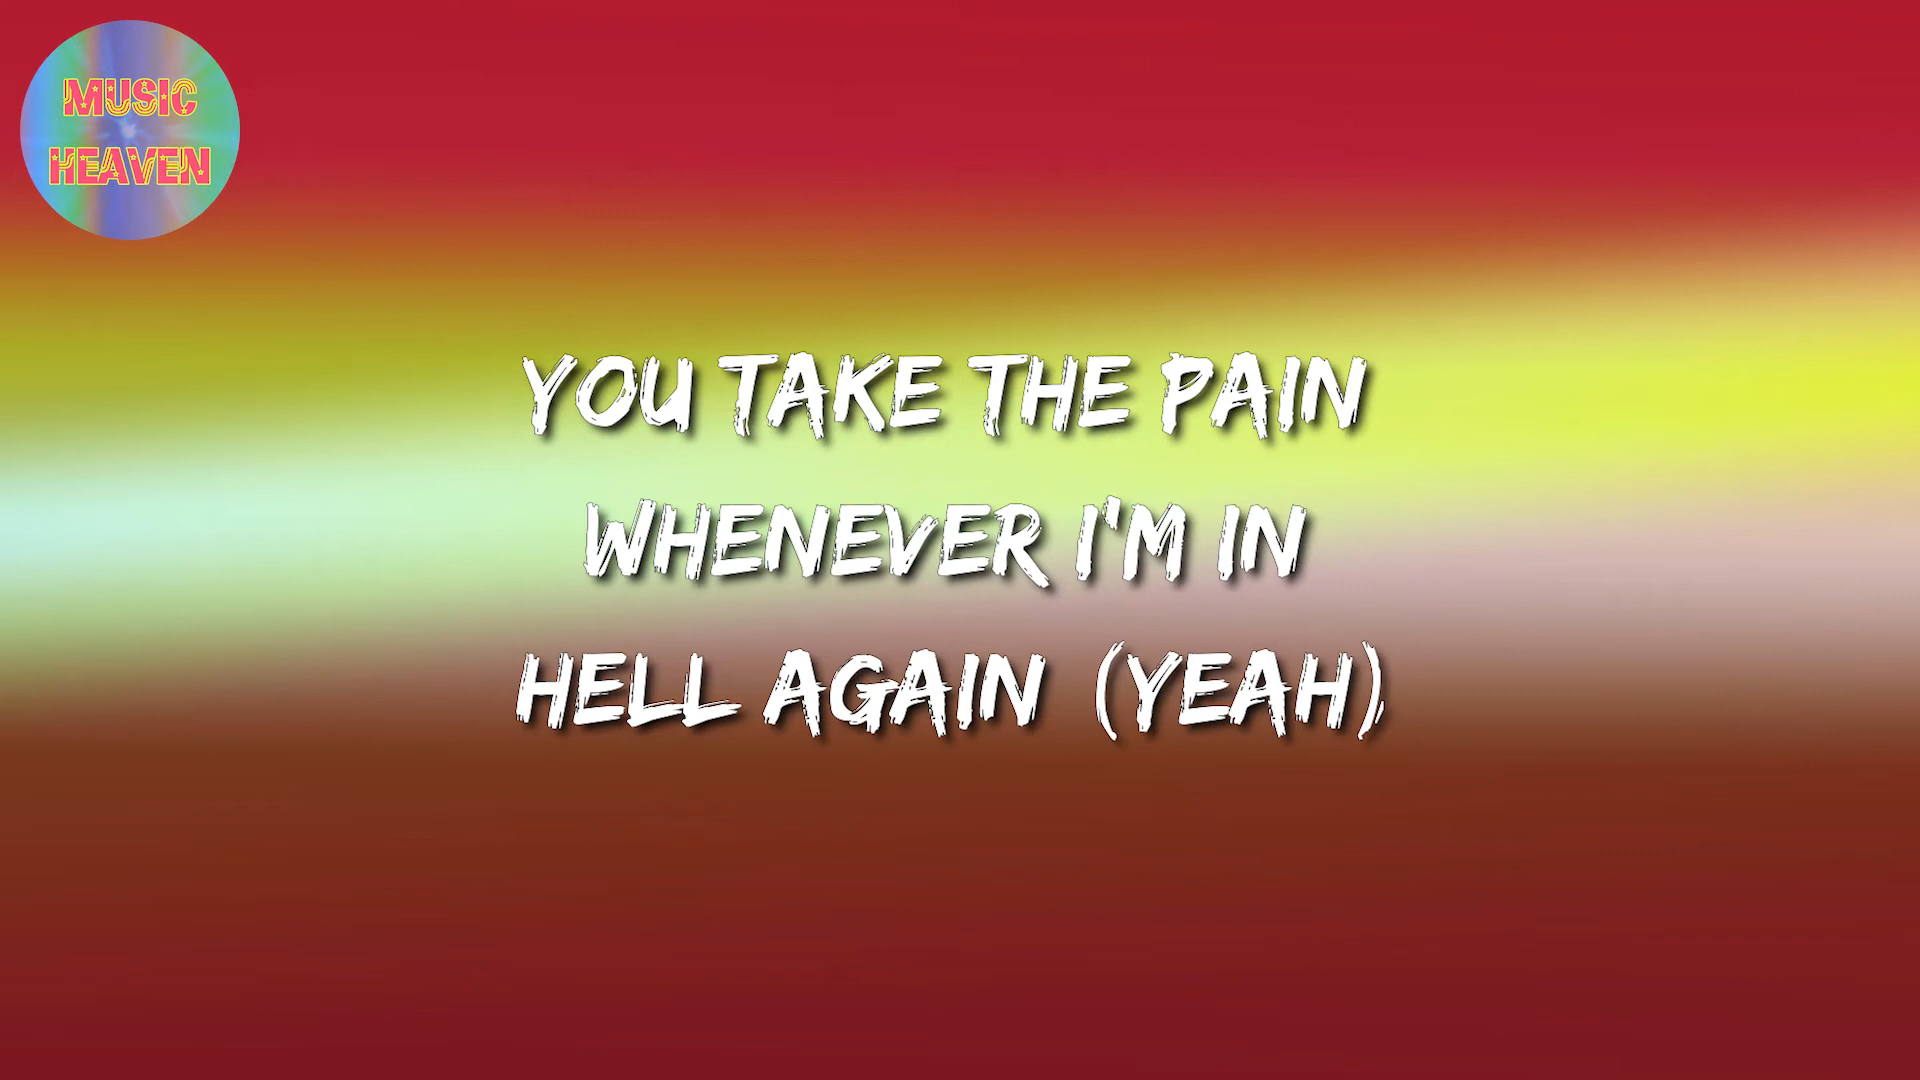 MUSIC
HEAVEN
YOU TAKE THE PAIN
WHENEVER I'M IN
HELL AGAIN (YEAH)